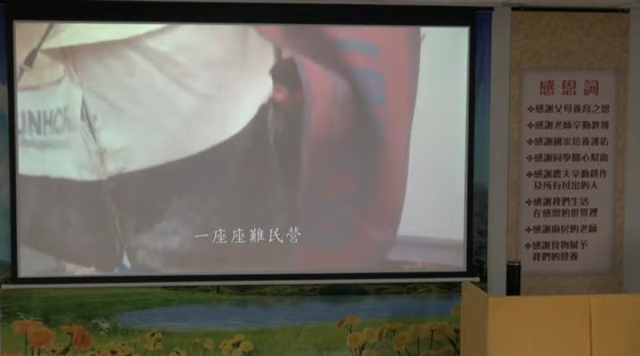 UNHCR
一座座難民營
感恩詞
❖感謝父母養育之恩
❖感謝老師辛勤教導
❖感謝國家培養護佑
❖感謝同學關心幫助
❖感謝農夫辛勤耕作
及所有付出的人
❖感謝我們生活
在感恩的世界裡
❖感謝廚房的老師
❖感謝食物賦予
我們的營養